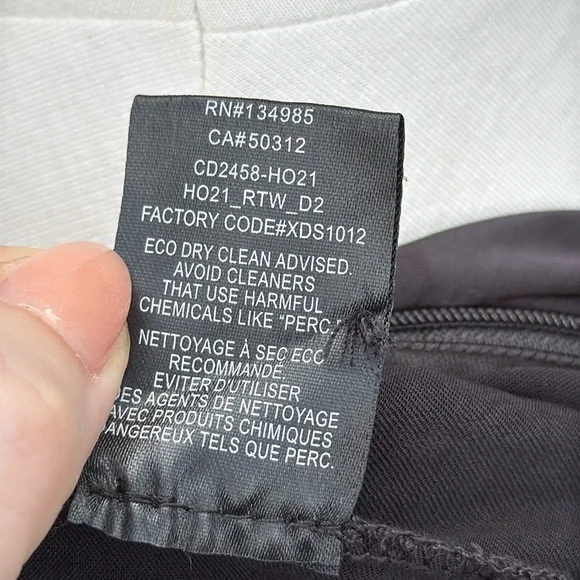 RN#134985
CA#50312
CD2458-HO21
HO21_RTW_D2
FACTORY CODE#XDS1012
ECO DRY CLEAN ADVISED.
AVOID CLEANERS
THAT USE HARMFUL
CHEMICALS LIKE "PERC."
NETTOYAGE À SEC ECO
RECOMMANDÉ.
EVITER D'UTILISER
DES AGENTS DE NETTOYAGE
AVEC PRODUITS CHIMIQUES
DANGEREUX TELS QUE PERC.